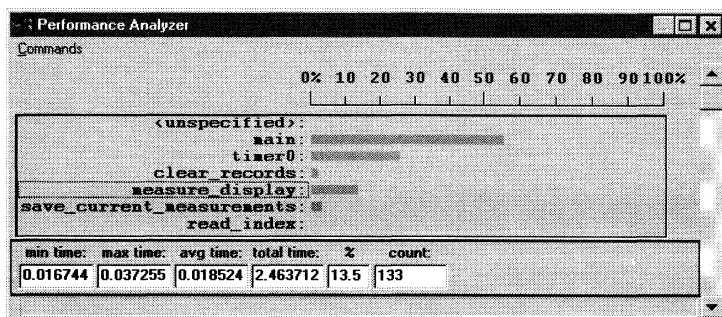 Performance Analyzer
Commands
0% 10 20 30 40 50 60 70 80 90 100%
<unspecified>:
main:
timer0:
clear_records:
measure_display:
save_current_measurements:
read_index:
min time: max time: avg time: total time: % count:
0.016744 0.037255 0.018524 2.463712 13.5 133